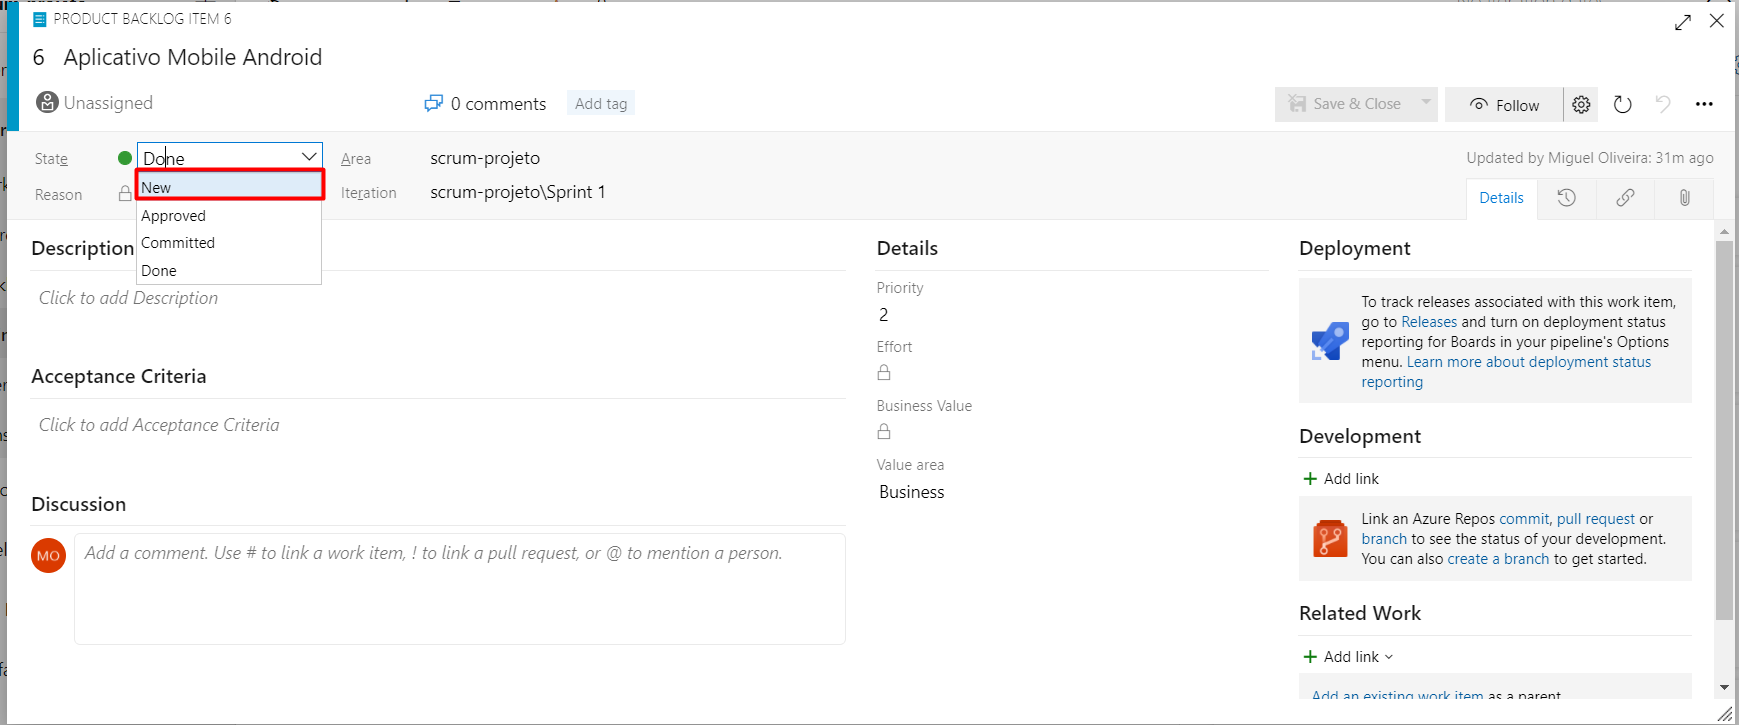 PRODUCT BACKLOG ITEM 6
6 Aplicativo Mobile Android
Unassigned
0 comments
Add tag
Save & Close
Follow
State
Done
Area
scrum-projeto
Updated by Miguel Oliveira: 31m ago
Reason
New
Approved
Committed
Done
Iteration
scrum-projeto\Sprint 1
Details
Description
Click to add Description
Acceptance Criteria
Click to add Acceptance Criteria
Discussion
MO
Add a comment. Use # to link a work item, ! to link a pull request, or @ to mention a person.
Details
Priority
2
Effort
Business Value
Value area
Business
Deployment
To track releases associated with this work item,
go to Releases and turn on deployment status
reporting for Boards in your pipeline's Options
menu. Learn more about deployment status
reporting
Development
+ Add link
Link an Azure Repos commit, pull request or
branch to see the status of your development.
You can also create a branch to get started.
Related Work
+ Add link
Add an existing work item as a parent